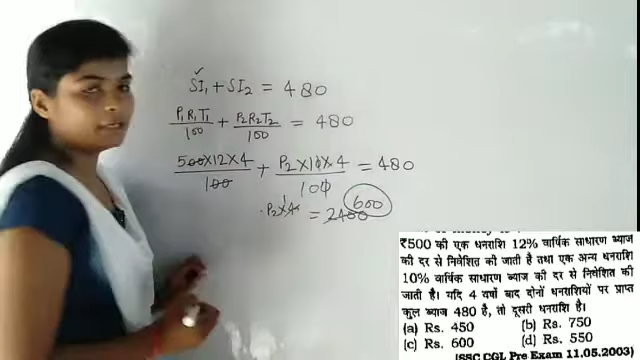 SI₁ + SI₂ = 480
P₁R₁T₁/100 + P₂R₂T₂/100 = 480
500×12×4/100 + P₂×10×4/100 = 480
P₂×4 = 2400 600
₹500 की एक धनराशि 12% वार्षिक साधारण ब्याज
की दर से निवेशित की जाती है तथा एक अन्य धनराशि
10% वार्षिक साधारण ब्याज की दर से निवेशित की
जाती है। यदि 4 वर्षो बाद दोनों धनराशियों पर प्राप्त
कुल ब्याज 480 है, तो दूसरी धनराशि है।
(a) Rs. 450 (b) Rs. 750
(c) Rs. 600 (d) Rs. 550
(SSC CGL Pre Exam 11.05.2003)